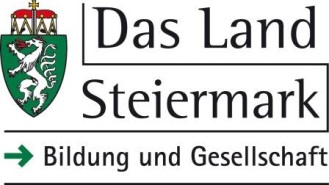 Das Land
Steiermark
→ Bildung und Gesellschaft